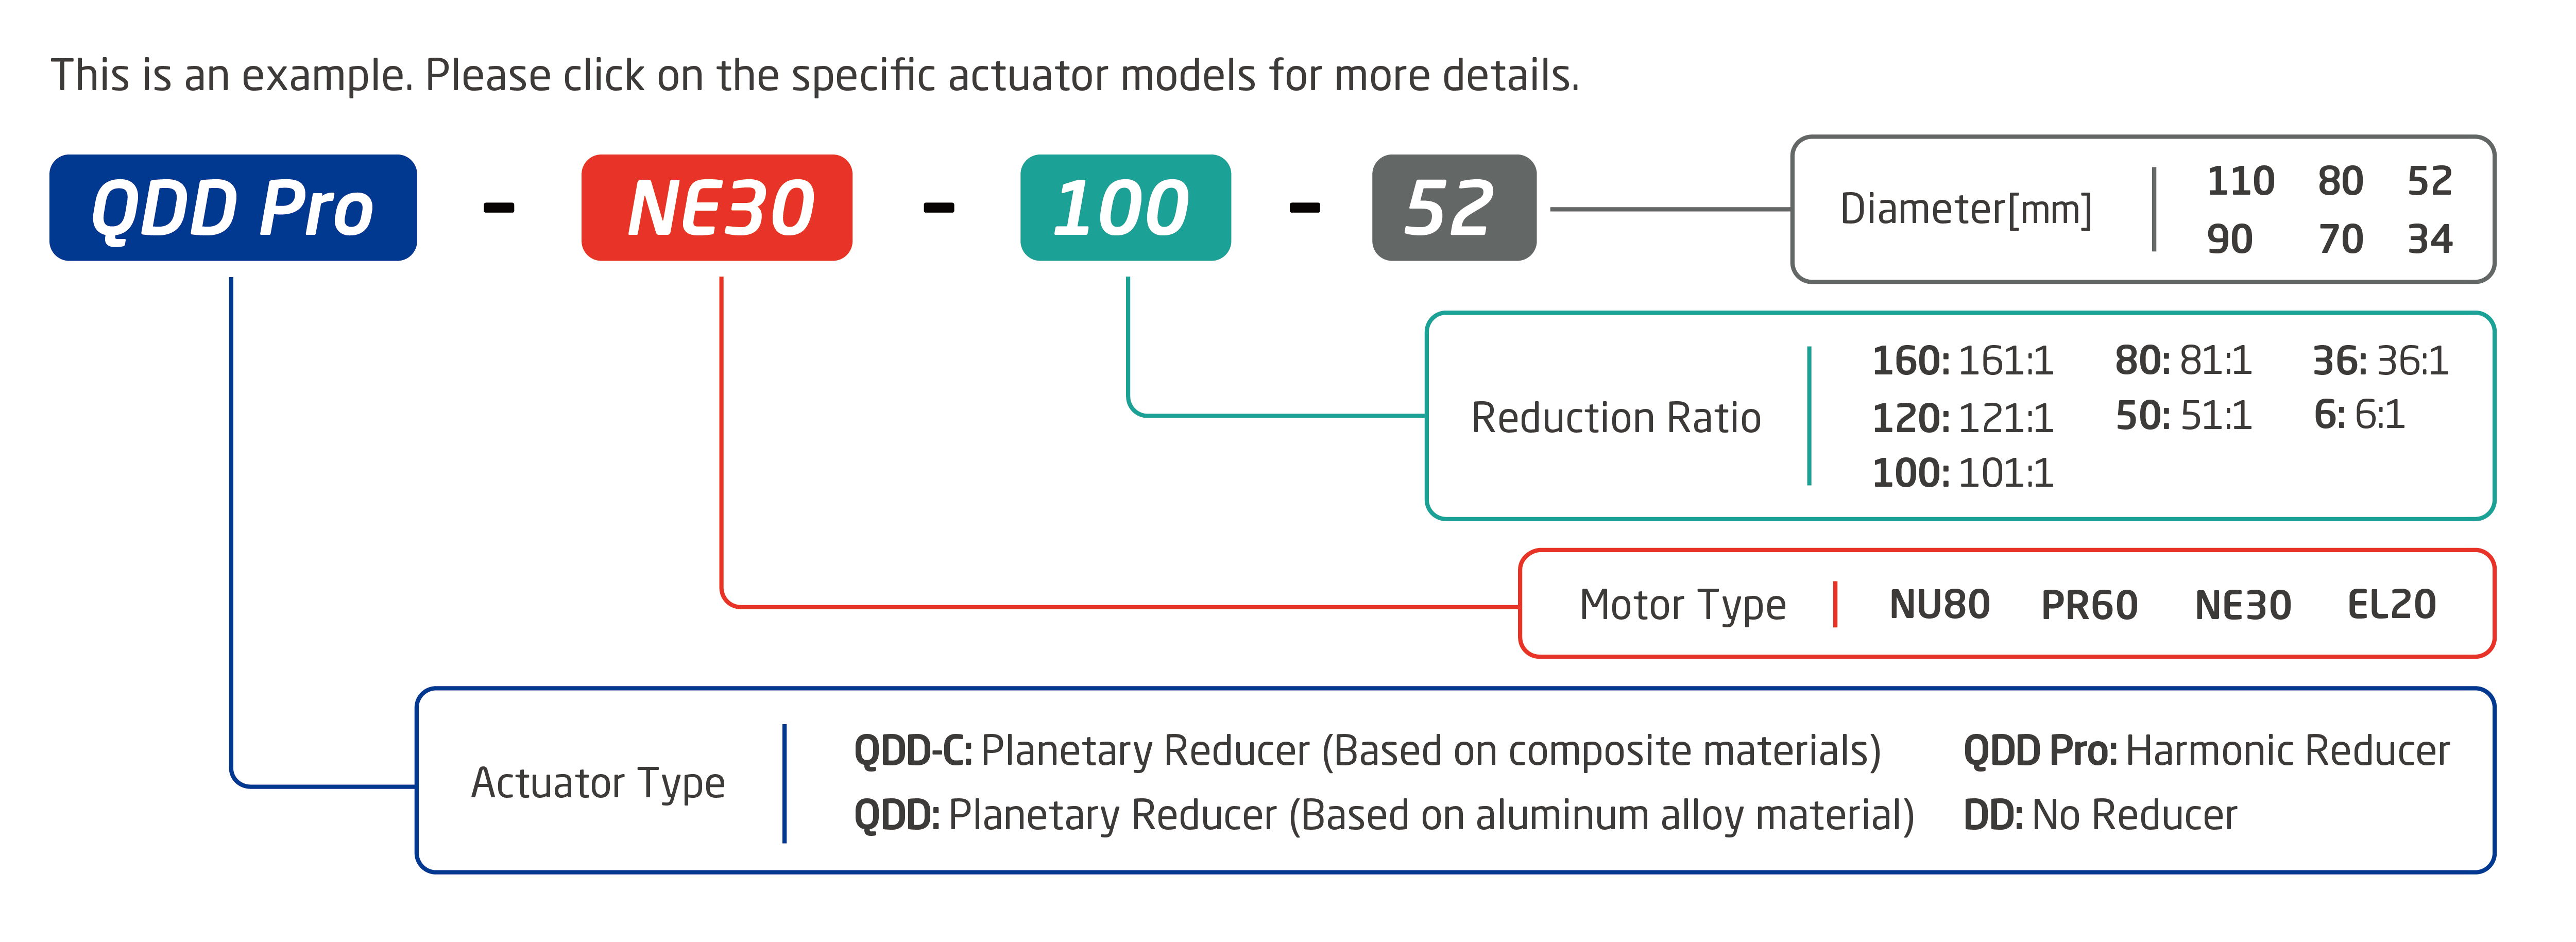 This is an example. Please click on the specific actuator models for more details.
QDD Pro - NE30 - 100 - 52
Diameter[mm] 110 80 52
90 70 34
Reduction Ratio
160: 161:1 80: 81:1 36: 36:1
120: 121:1 50: 51:1 6: 6:1
100: 101:1
Motor Type NU80 PR60 NE30 EL20
Actuator Type
QDD-C: Planetary Reducer (Based on composite materials) QDD Pro: Harmonic Reducer
QDD: Planetary Reducer (Based on aluminum alloy material) DD: No Reducer